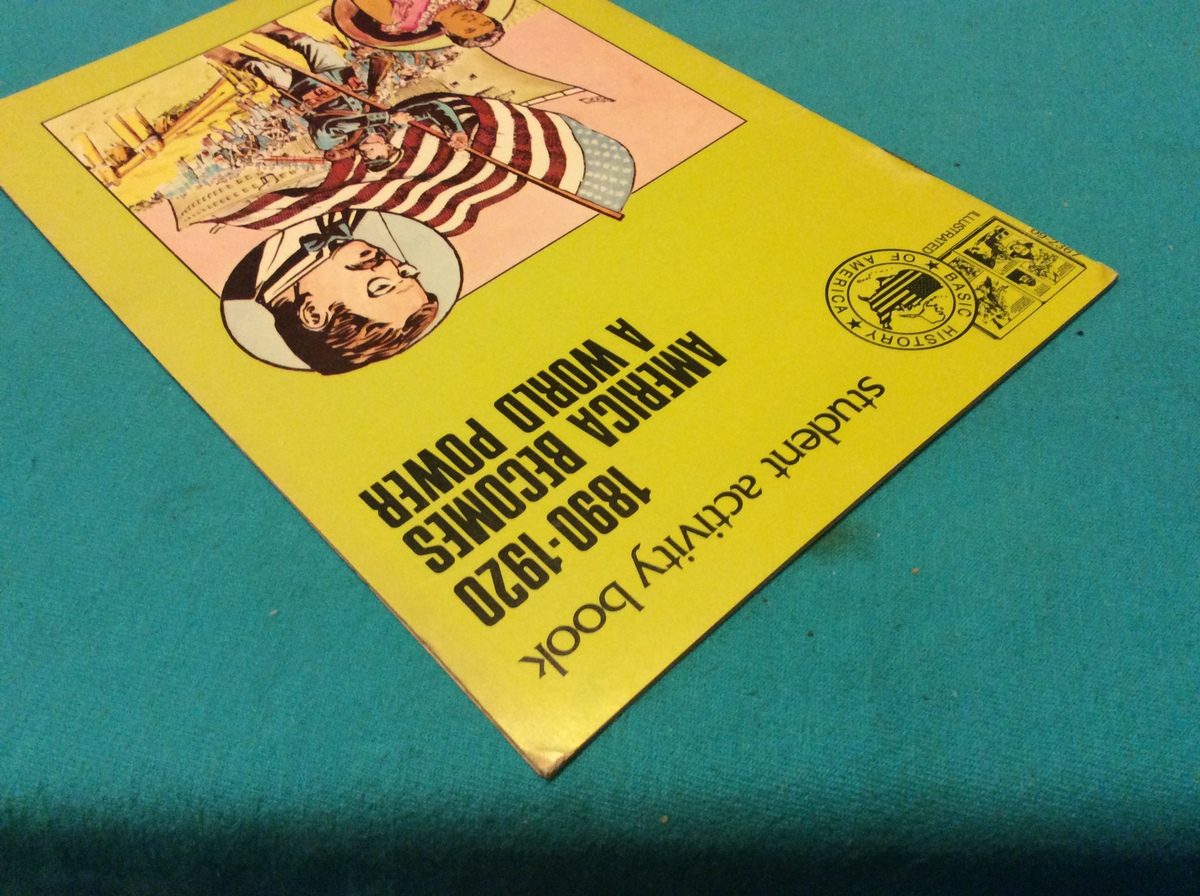 student activity book
1890-1920
AMERICA BECOMES
A WORLD POWER
BASIC HISTORY
OF AMERICA
ILLUSTRATED